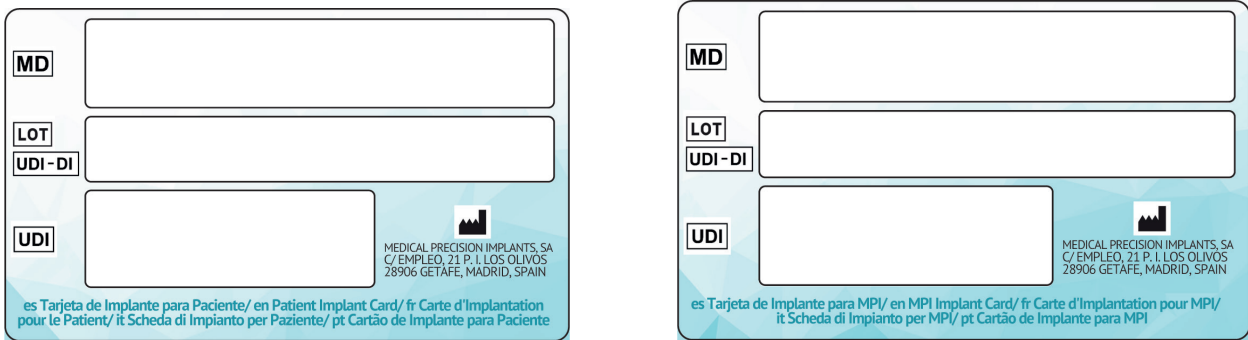 MD
LOT
UDI-DI
UDI
MEDICAL PRECISION IMPLANTS, SA
C/ EMPLEO, 21 P. I. LOS OLIVOS
28906 GETAFE, MADRID, SPAIN
es Tarjeta de Implante para Paciente/ en Patient Implant Card/ fr Carte d'Implantation
pour le Patient/ it Scheda di Impianto per Paziente/ pt Cartão de Implante para Paciente
MD
LOT
UDI-DI
UDI
MEDICAL PRECISION IMPLANTS, SA
C/ EMPLEO, 21 P. I. LOS OLIVOS
28906 GETAFE, MADRID, SPAIN
es Tarjeta de Implante para MPI/ en MPI Implant Card/ fr Carte d'Implantation pour MPI/
it Scheda di Impianto per MPI/ pt Cartão de Implante para MPI